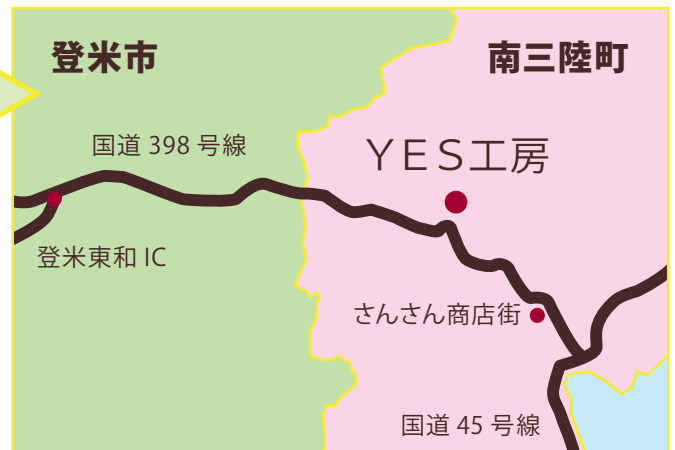 登米市
南三陸町
国道 398 号線
ＹＥＳ工房
登米東和 IC
さんさん商店街
国道 45 号線